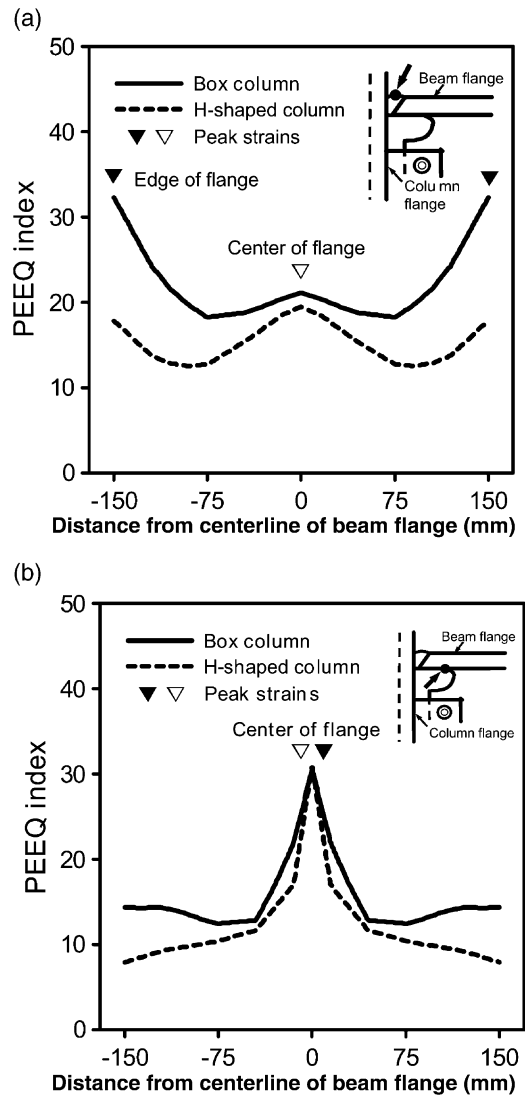 (a)
50
40
30
20
10
0
PEEQ index
Box column
H-shaped column
Peak strains
Edge of flange
Center of flange
Beam flange
Column
flange
-150 -75 0 75 150
Distance from centerline of beam flange (mm)
(b)
50
40
30
20
10
0
PEEQ index
Box column
H-shaped column
Peak strains
Center of flange
Beam flange
Column flange
-150 -75 0 75 150
Distance from centerline of beam flange (mm)